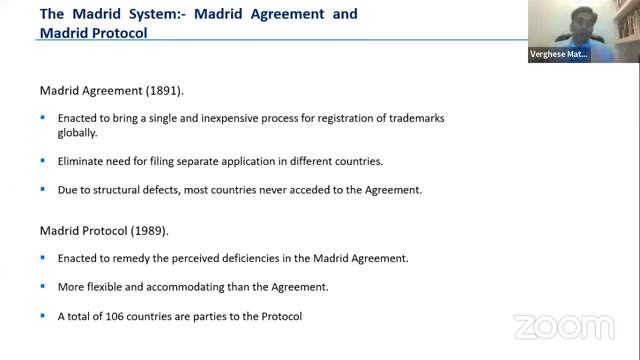 The Madrid System:- Madrid Agreement and
Madrid Protocol
Verghese Mat...
Madrid Agreement (1891).
Enacted to bring a single and inexpensive process for registration of trademarks
globally.
Eliminate need for filing separate application in different countries.
Due to structural defects, most countries never acceded to the Agreement.
Madrid Protocol (1989).
Enacted to remedy the perceived deficiencies in the Madrid Agreement.
More flexible and accommodating than the Agreement.
A total of 106 countries are parties to the Protocol
zoom